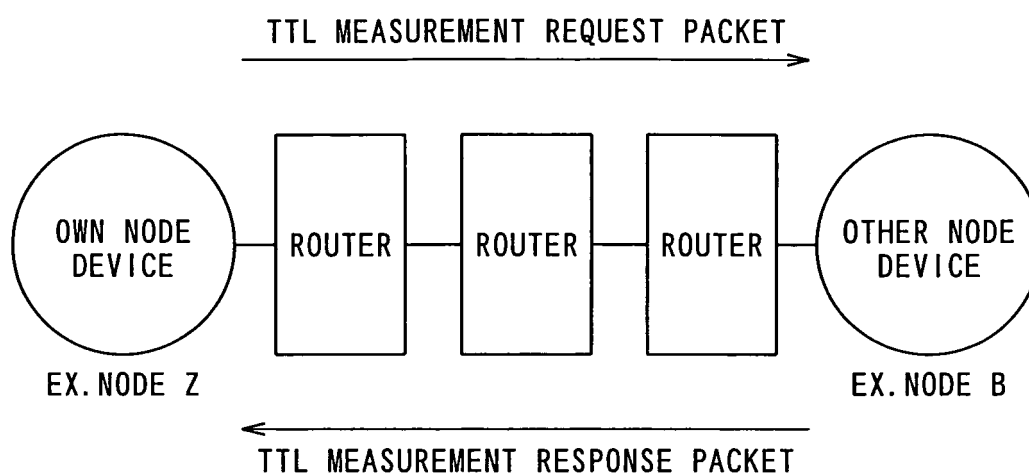 TTL MEASUREMENT REQUEST PACKET
OWN NODE
DEVICE
ROUTER
ROUTER
ROUTER
OTHER NODE
DEVICE
EX. NODE Z
EX. NODE B
TTL MEASUREMENT RESPONSE PACKET